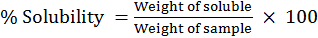 % Solubility = Weight of soluble / Weight of sample × 100